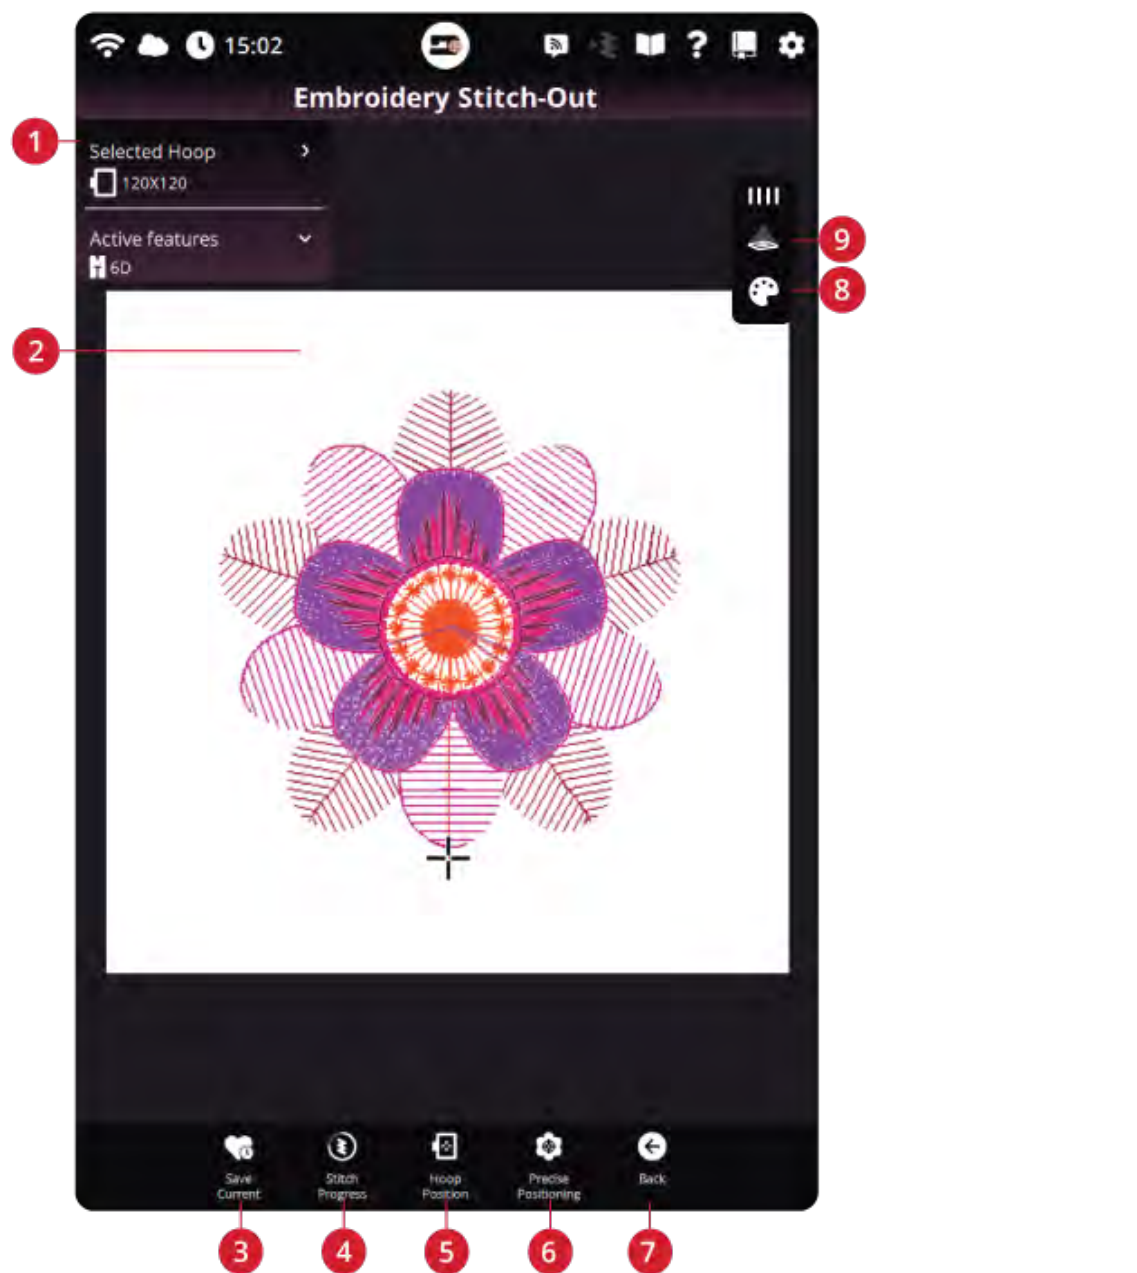 15:02
?
Embroidery Stitch-Out
1
Selected Hoop
120X120
Active features
6D
9
8
2
Save
Current
Stitch
Progress
Hoop
Position
Precise
Positioning
Back
3
4
5
6
7